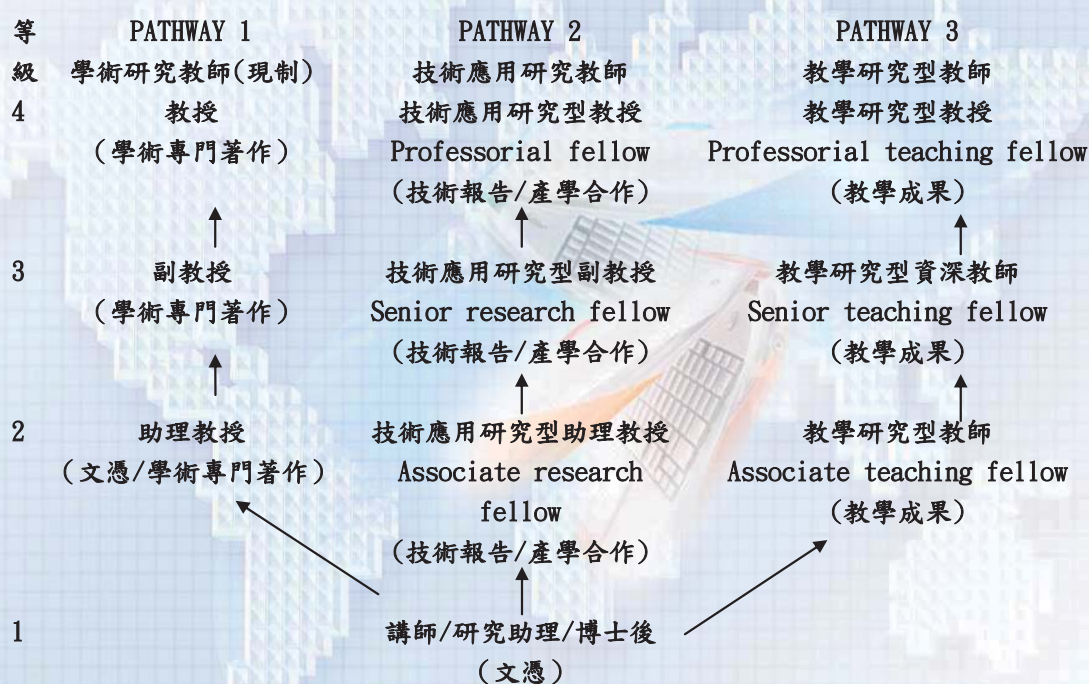 等 PATHWAY 1 PATHWAY 2 PATHWAY 3
級 學術研究教師(現制) 技術應用研究教師 教學研究型教師
4 教授 技術應用研究型教授 教學研究型教授
(學術專門著作) Professorial fellow Professorial teaching fellow
(技術報告/產學合作) (教學成果)
3 副教授 技術應用研究型副教授 教學研究型資深教師
(學術專門著作) Senior research fellow Senior teaching fellow
(技術報告/產學合作) (教學成果)
2 助理教授 技術應用研究型助理教授 教學研究型教師
(文憑/學術專門著作) Associate research Associate teaching fellow
fellow (教學成果)
(技術報告/產學合作)
1 講師/研究助理/博士後
(文憑)